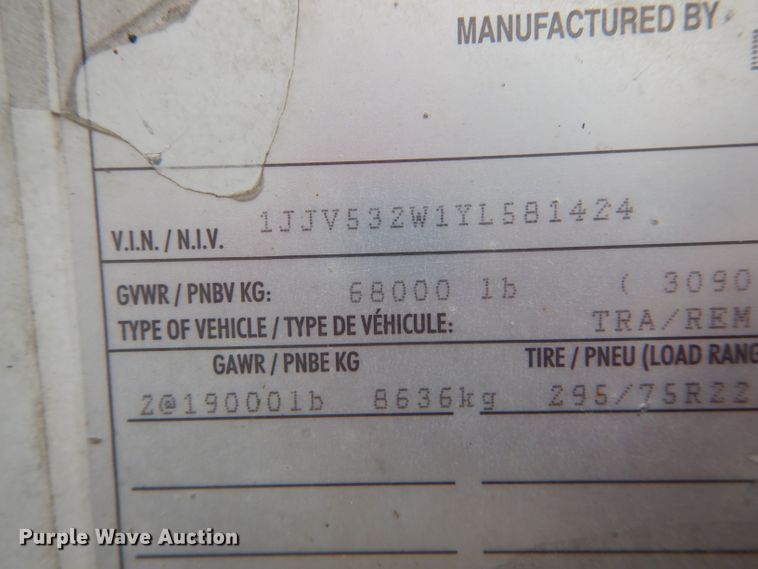 MANUFACTURED BY
V.I.N. / N.I.V. 1JJV532W1YL581424
GVWR / PNBV KG: 68000 lb ( 3090
TYPE OF VEHICLE / TYPE DE VÉHICULE: TRA/REM
GAWR / PNBE KG TIRE / PNEU (LOAD RANG
2@19000lb 8636kg 295/75R22
Purple Wave Auction